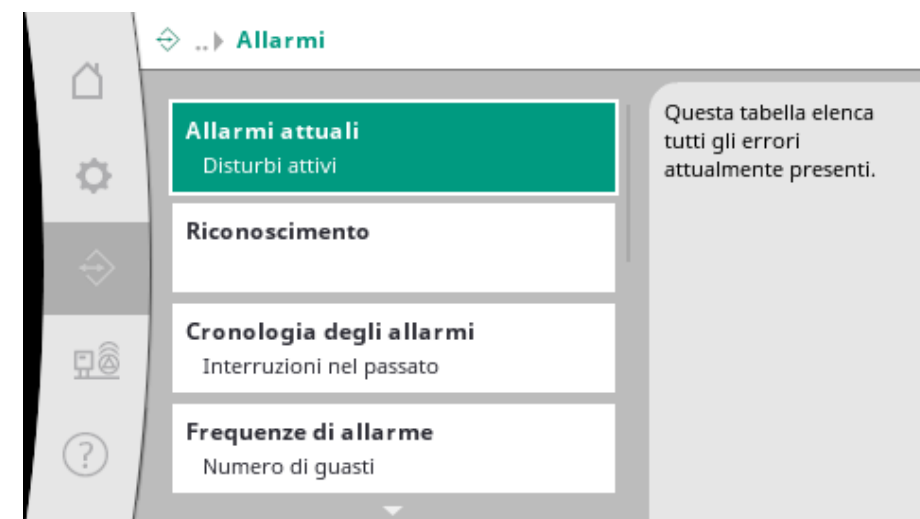 ..▸ Allarmi
Allarmi attuali
Disturbi attivi
Riconoscimento
Cronologia degli allarmi
Interruzioni nel passato
Frequenze di allarme
Numero di guasti
Questa tabella elenca
tutti gli errori
attualmente presenti.
?